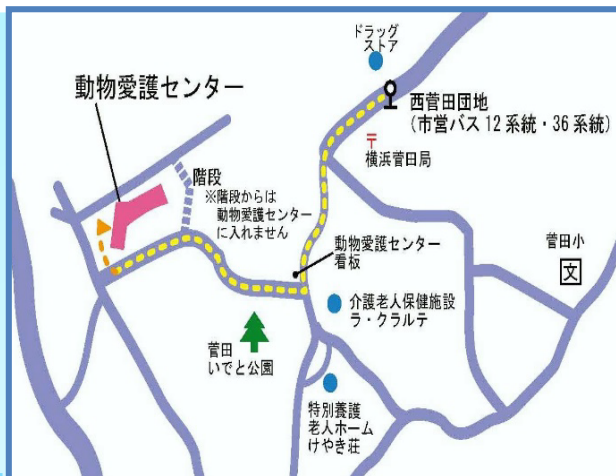 ドラッグ
ストア
動物愛護センター
西菅田団地
(市営バス12系統・36系統)
〒
横浜菅田局
階段
※階段からは
動物愛護センター
に入れません
動物愛護センター
看板
菅田小
文
介護老人保健施設
ラ・クラルテ
菅田
いでと公園
特別養護
老人ホーム
けやき荘